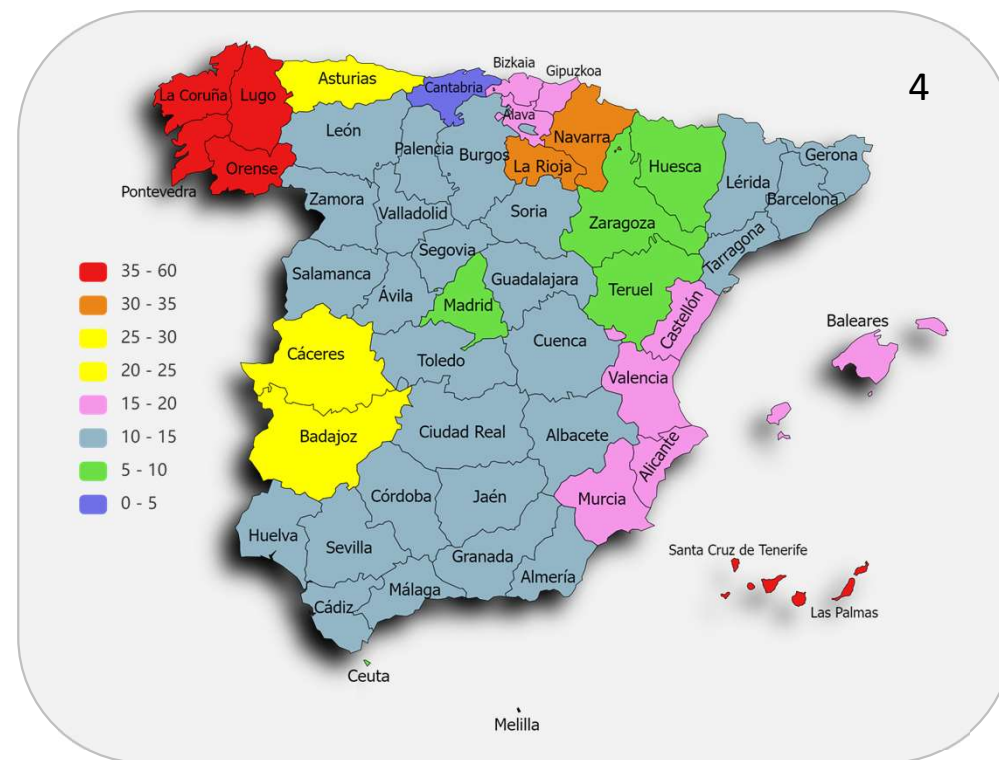 Bizkaia
Gipuzkoa
4
Asturias
Cantabria
La Coruña
Lugo
Álava
León
Navarra
Palencia
Burgos
Gerona
Huesca
La Rioja
Orense
Lérida
Pontevedra
Zamora
Barcelona
Valladolid
Soria
Zaragoza
Tarragona
Segovia
Salamanca
Guadalajara
35 - 60
Ávila
Teruel
Madrid
30 - 35
Castellón
Baleares
25 - 30
Cuenca
Cáceres
Toledo
20 - 25
Valencia
15 - 20
Ciudad Real
Badajoz
Albacete
10 - 15
Alicante
5 - 10
Córdoba
Jaén
Murcia
0 - 5
Huelva
Sevilla
Santa Cruz de Tenerife
Granada
Almería
Málaga
Cádiz
Las Palmas
Ceuta
Melilla